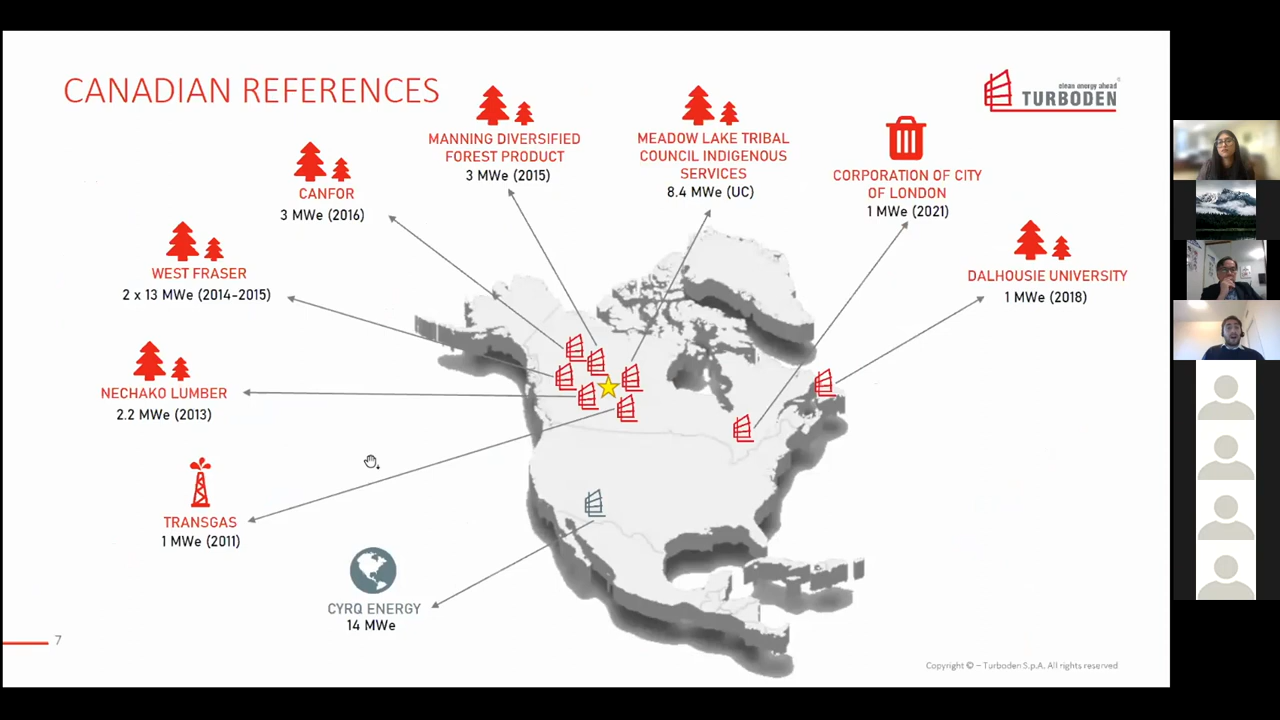 CANADIAN REFERENCES
clean energy ahead
TURBODEN
MANNING DIVERSIFIED
FOREST PRODUCT
3 MWe (2015)
MEADOW LAKE TRIBAL
COUNCIL INDIGENOUS
SERVICES
8.4 MWe (UC)
CORPORATION OF CITY
OF LONDON
1 MWe (2021)
CANFOR
3 MWe (2016)
WEST FRASER
2 x 13 MWe (2014-2015)
DALHOUSIE UNIVERSITY
1 MWe (2018)
NECHAKO LUMBER
2.2 MWe (2013)
TRANSGAS
1 MWe (2011)
CYRQ ENERGY
14 MWe
7
Copyright © – Turboden S.p.A. All rights reserved